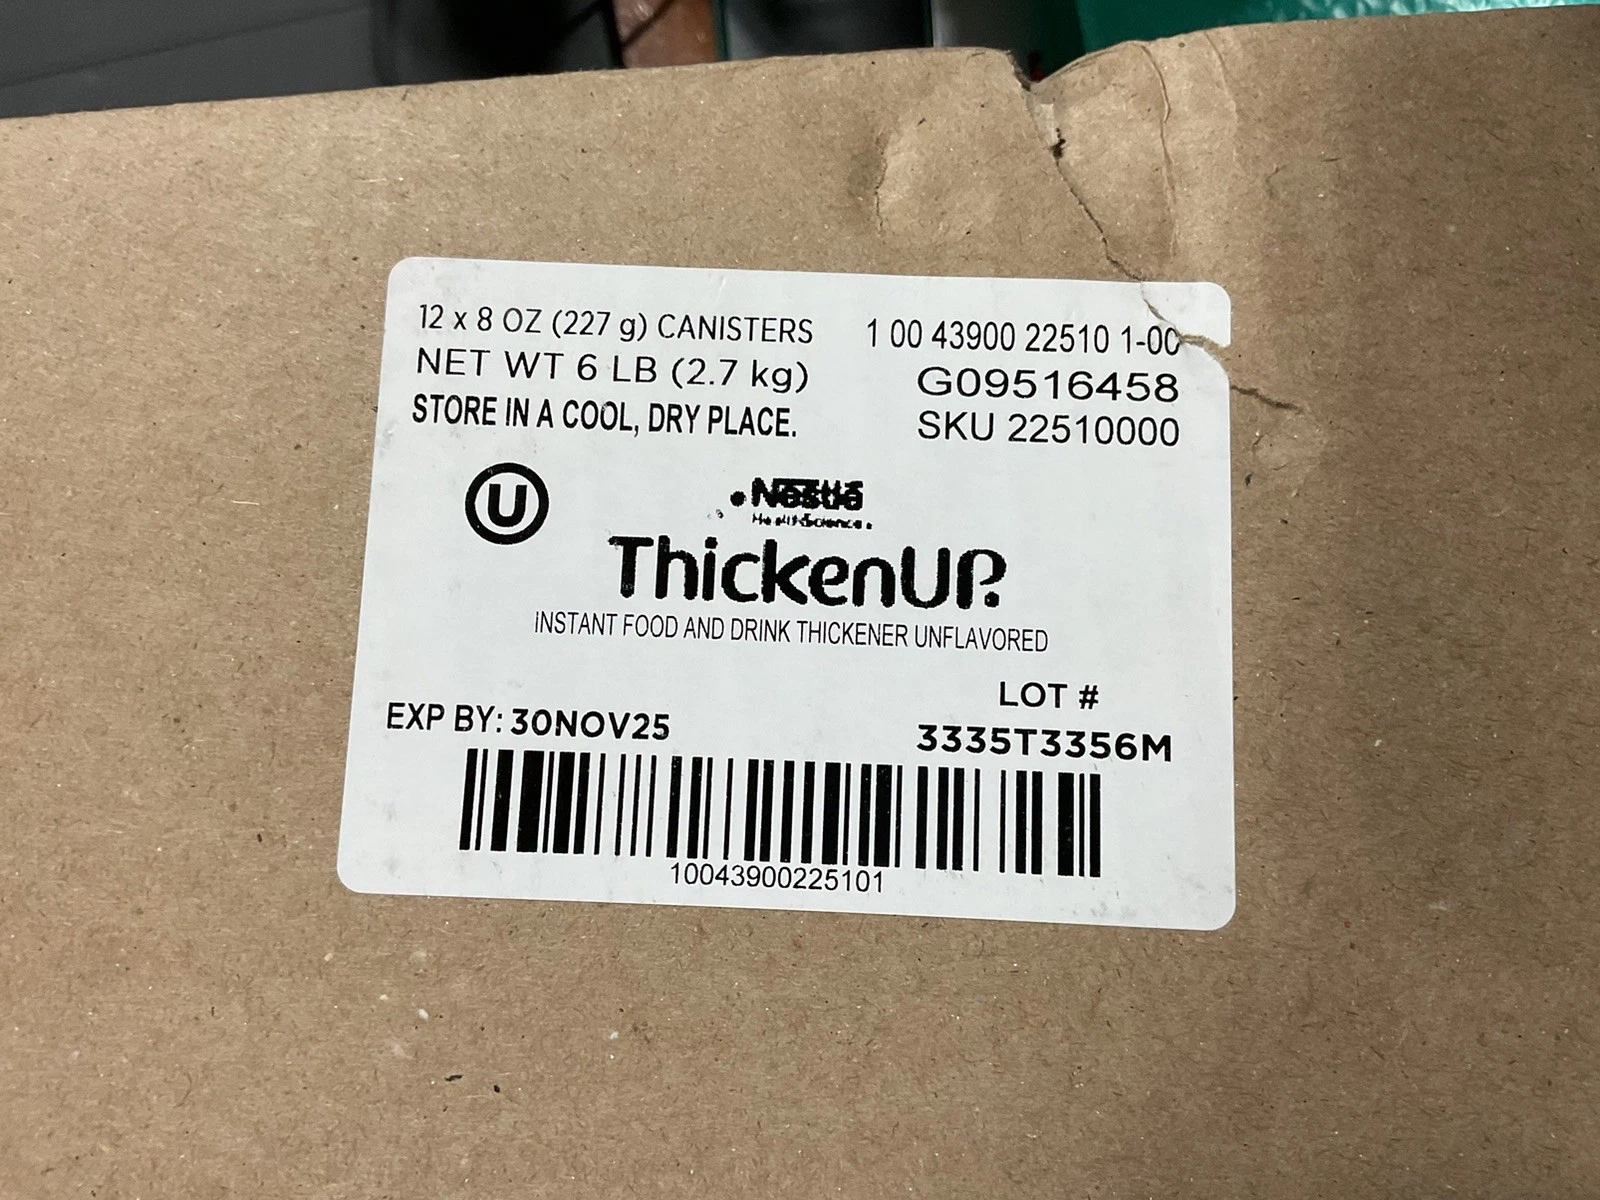 12 x 8 OZ (227 g) CANISTERS
NET WT 6 LB (2.7 kg)
STORE IN A COOL, DRY PLACE.
1 00 43900 22510 1-00
G09516458
SKU 22510000
U
Nestlé
HealthScience
ThickenUP.
INSTANT FOOD AND DRINK THICKENER UNFLAVORED
EXP BY: 30NOV25
LOT #
3335T3356M
10043900225101